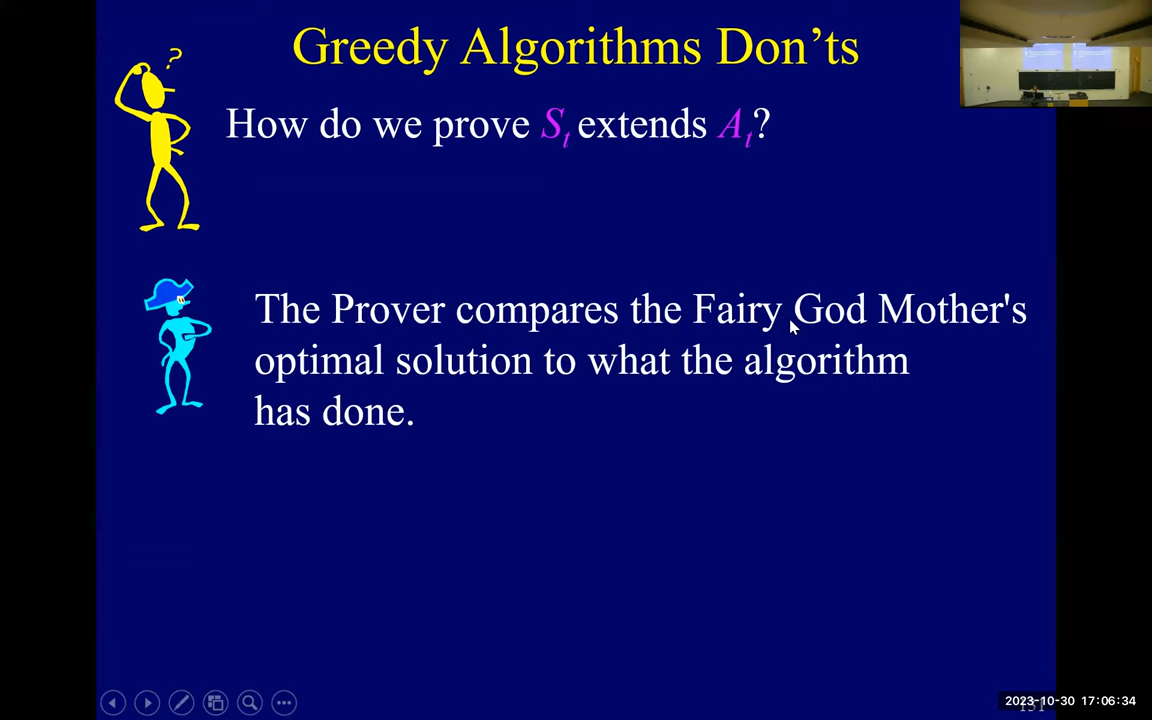 Greedy Algorithms Don'ts
?
How do we prove St extends At?
The Prover compares the Fairy God Mother's
optimal solution to what the algorithm
has done.
2023-10-30 17:06:34